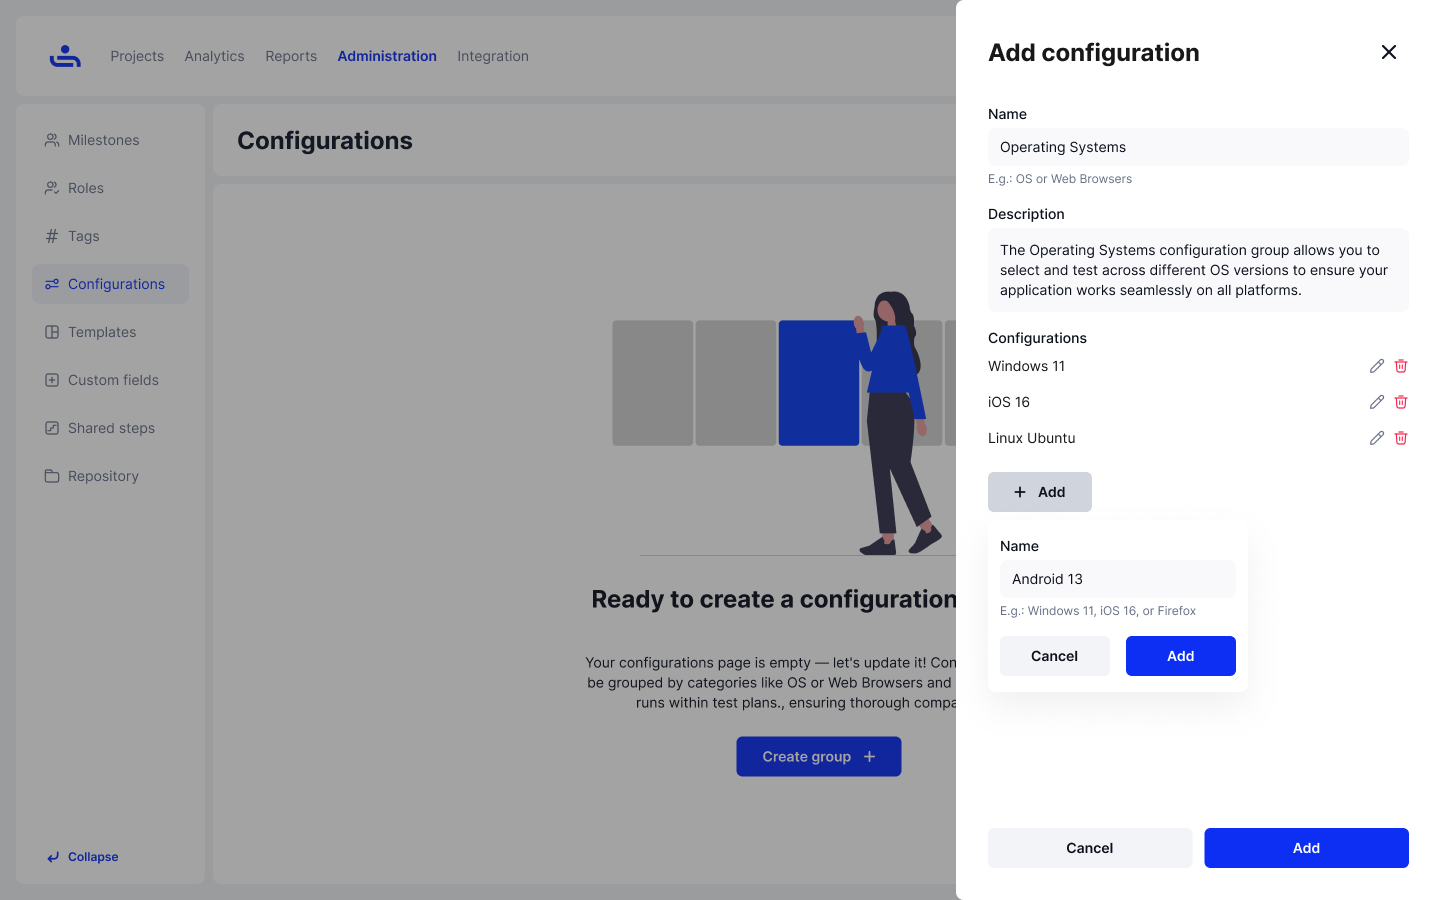 Projects
Analytics
Reports
Administration
Integration
Milestones
Roles
Tags
Configurations
Templates
Custom fields
Shared steps
Repository
Collapse
Configurations
Ready to create a configuration
Your configurations page is empty — let's update it! Con
be grouped by categories like OS or Web Browsers and
runs within test plans., ensuring thorough compa
Create group
Add configuration
Name
Operating Systems
E.g.: OS or Web Browsers
Description
The Operating Systems configuration group allows you to
select and test across different OS versions to ensure your
application works seamlessly on all platforms.
Configurations
Windows 11
iOS 16
Linux Ubuntu
Add
Name
Android 13
E.g.: Windows 11, iOS 16, or Firefox
Cancel
Add
Cancel
Add